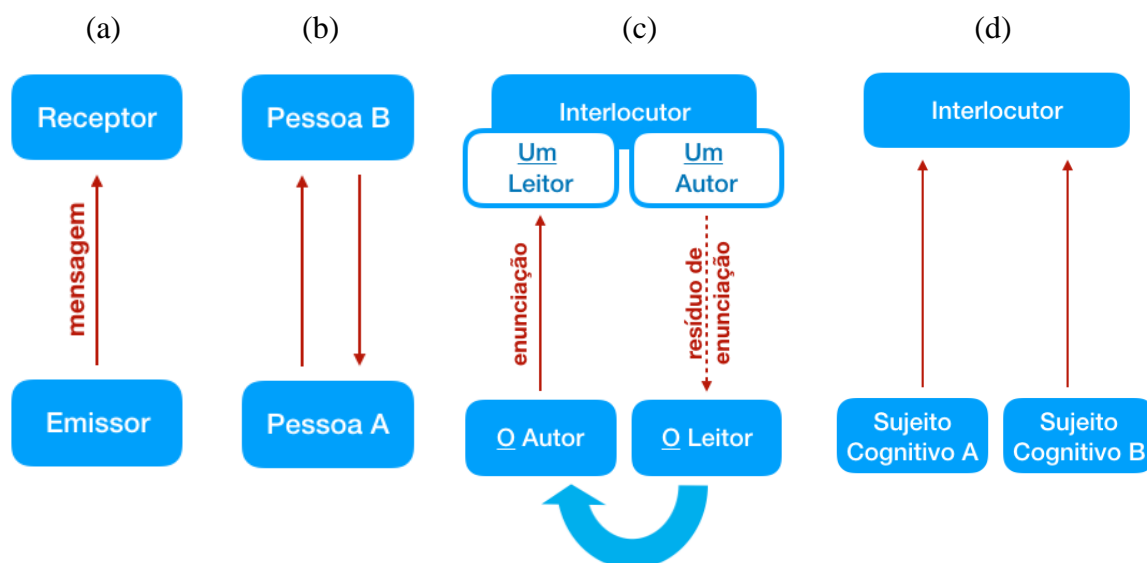 (a)
(b)
(c)
(d)
Receptor
mensagem
Emissor
Pessoa B
Pessoa A
Interlocutor
Um
Leitor
Um
Autor
enunciação
resíduo de
enunciação
O Autor
O Leitor
Interlocutor
Sujeito
Cognitivo A
Sujeito
Cognitivo B